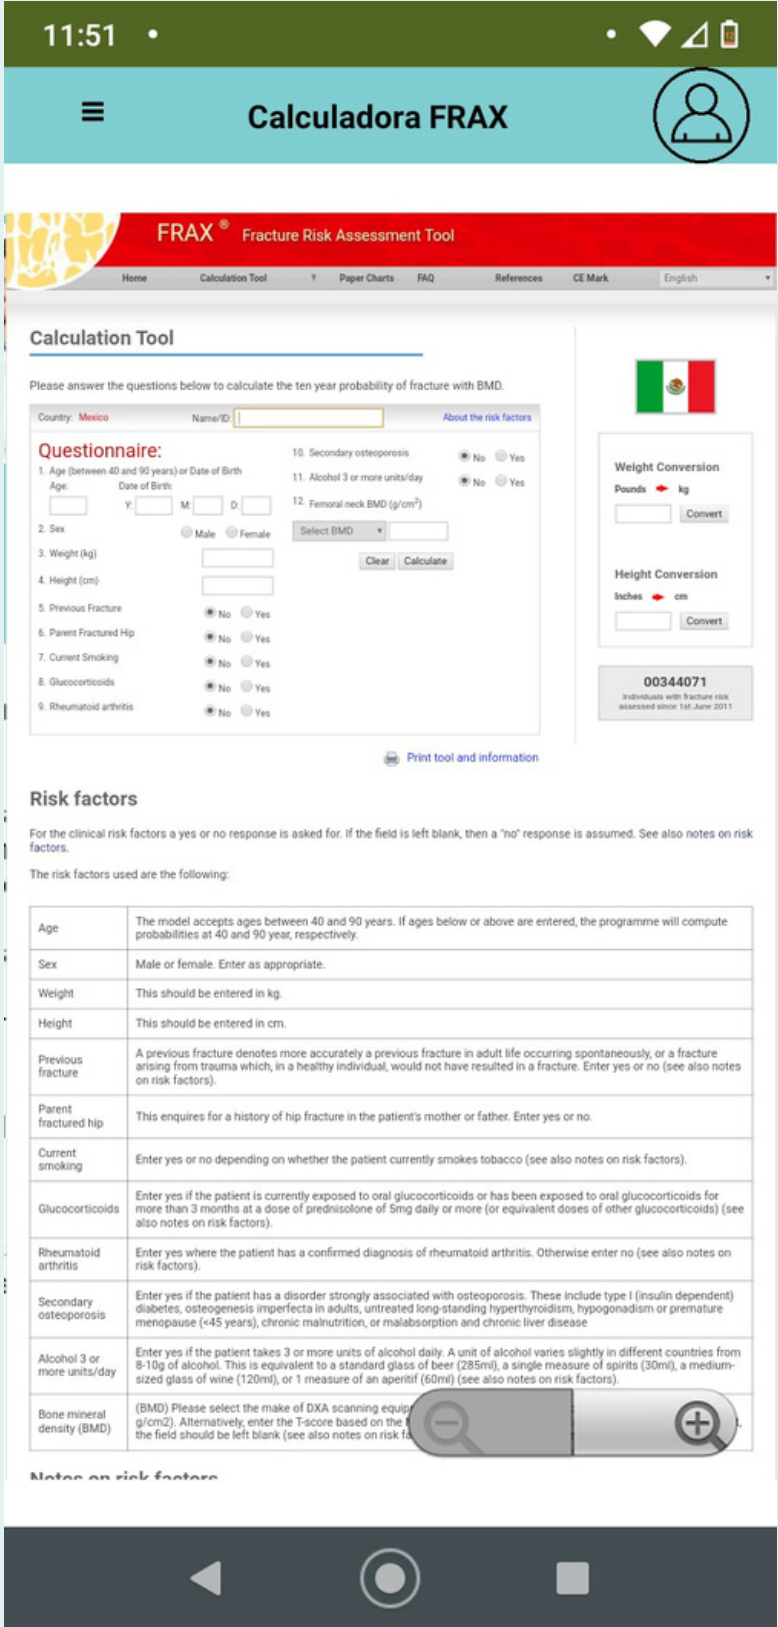 11:51
Calculadora FRAX
FRAX ® Fracture Risk Assessment Tool
Home Calculation Tool ▼ Paper Charts FAQ References CE Mark English
Calculation Tool
Please answer the questions below to calculate the ten year probability of fracture with BMD.
Country: Mexico Name/ID: About the risk factors
Questionnaire:
1. Age (between 40 and 90 years) or Date of Birth
Age: Date of Birth:
Y: M: D:
2. Sex Male Female
3. Weight (kg)
4. Height (cm)
5. Previous Fracture No Yes
6. Parent Fractured Hip No Yes
7. Current Smoking No Yes
8. Glucocorticoids No Yes
9. Rheumatoid arthritis No Yes
10. Secondary osteoporosis No Yes
11. Alcohol 3 or more units/day No Yes
12. Femoral neck BMD (g/cm²)
Select BMD
Clear Calculate
Weight Conversion
Pounds kg
Convert
Height Conversion
Inches cm
Convert
00344071
Individuals with fracture risk
assessed since 1st June 2011
Print tool and information
Risk factors
For the clinical risk factors a yes or no response is asked for. If the field is left blank, then a "no" response is assumed. See also notes on risk
factors.
The risk factors used are the following:
Age
The model accepts ages between 40 and 90 years. If ages below or above are entered, the programme will compute
probabilities at 40 and 90 year, respectively.
Sex
Male or female. Enter as appropriate.
Weight
This should be entered in kg.
Height
This should be entered in cm.
Previous
fracture
A previous fracture denotes more accurately a previous fracture in adult life occurring spontaneously, or a fracture
arising from trauma which, in a healthy individual, would not have resulted in a fracture. Enter yes or no (see also notes
on risk factors).
Parent
fractured hip
This enquires for a history of hip fracture in the patient's mother or father. Enter yes or no.
Current
smoking
Enter yes or no depending on whether the patient currently smokes tobacco (see also notes on risk factors).
Glucocorticoids
Enter yes if the patient is currently exposed to oral glucocorticoids or has been exposed to oral glucocorticoids for
more than 3 months at a dose of prednisolone of 5mg daily or more (or equivalent doses of other glucocorticoids) (see
also notes on risk factors).
Rheumatoid
arthritis
Enter yes where the patient has a confirmed diagnosis of rheumatoid arthritis. Otherwise enter no (see also notes on
risk factors).
Secondary
osteoporosis
Enter yes if the patient has a disorder strongly associated with osteoporosis. These include type I (insulin dependent)
diabetes, osteogenesis imperfecta in adults, untreated long-standing hyperthyroidism, hypogonadism or premature
menopause (<45 years), chronic malnutrition, or malabsorption and chronic liver disease
Alcohol 3 or
more units/day
Enter yes if the patient takes 3 or more units of alcohol daily. A unit of alcohol varies slightly in different countries from
8-10g of alcohol. This is equivalent to a standard glass of beer (285ml), a single measure of spirits (30ml), a medium-
sized glass of wine (120ml), or 1 measure of an aperitif (60ml) (see also notes on risk factors).
Bone mineral
density (BMD)
(BMD) Please select the make of DXA scanning equip
g/cm2). Alternatively, enter the T-score based on the
the field should be left blank (see also notes on risk fa
Notes on risk factors